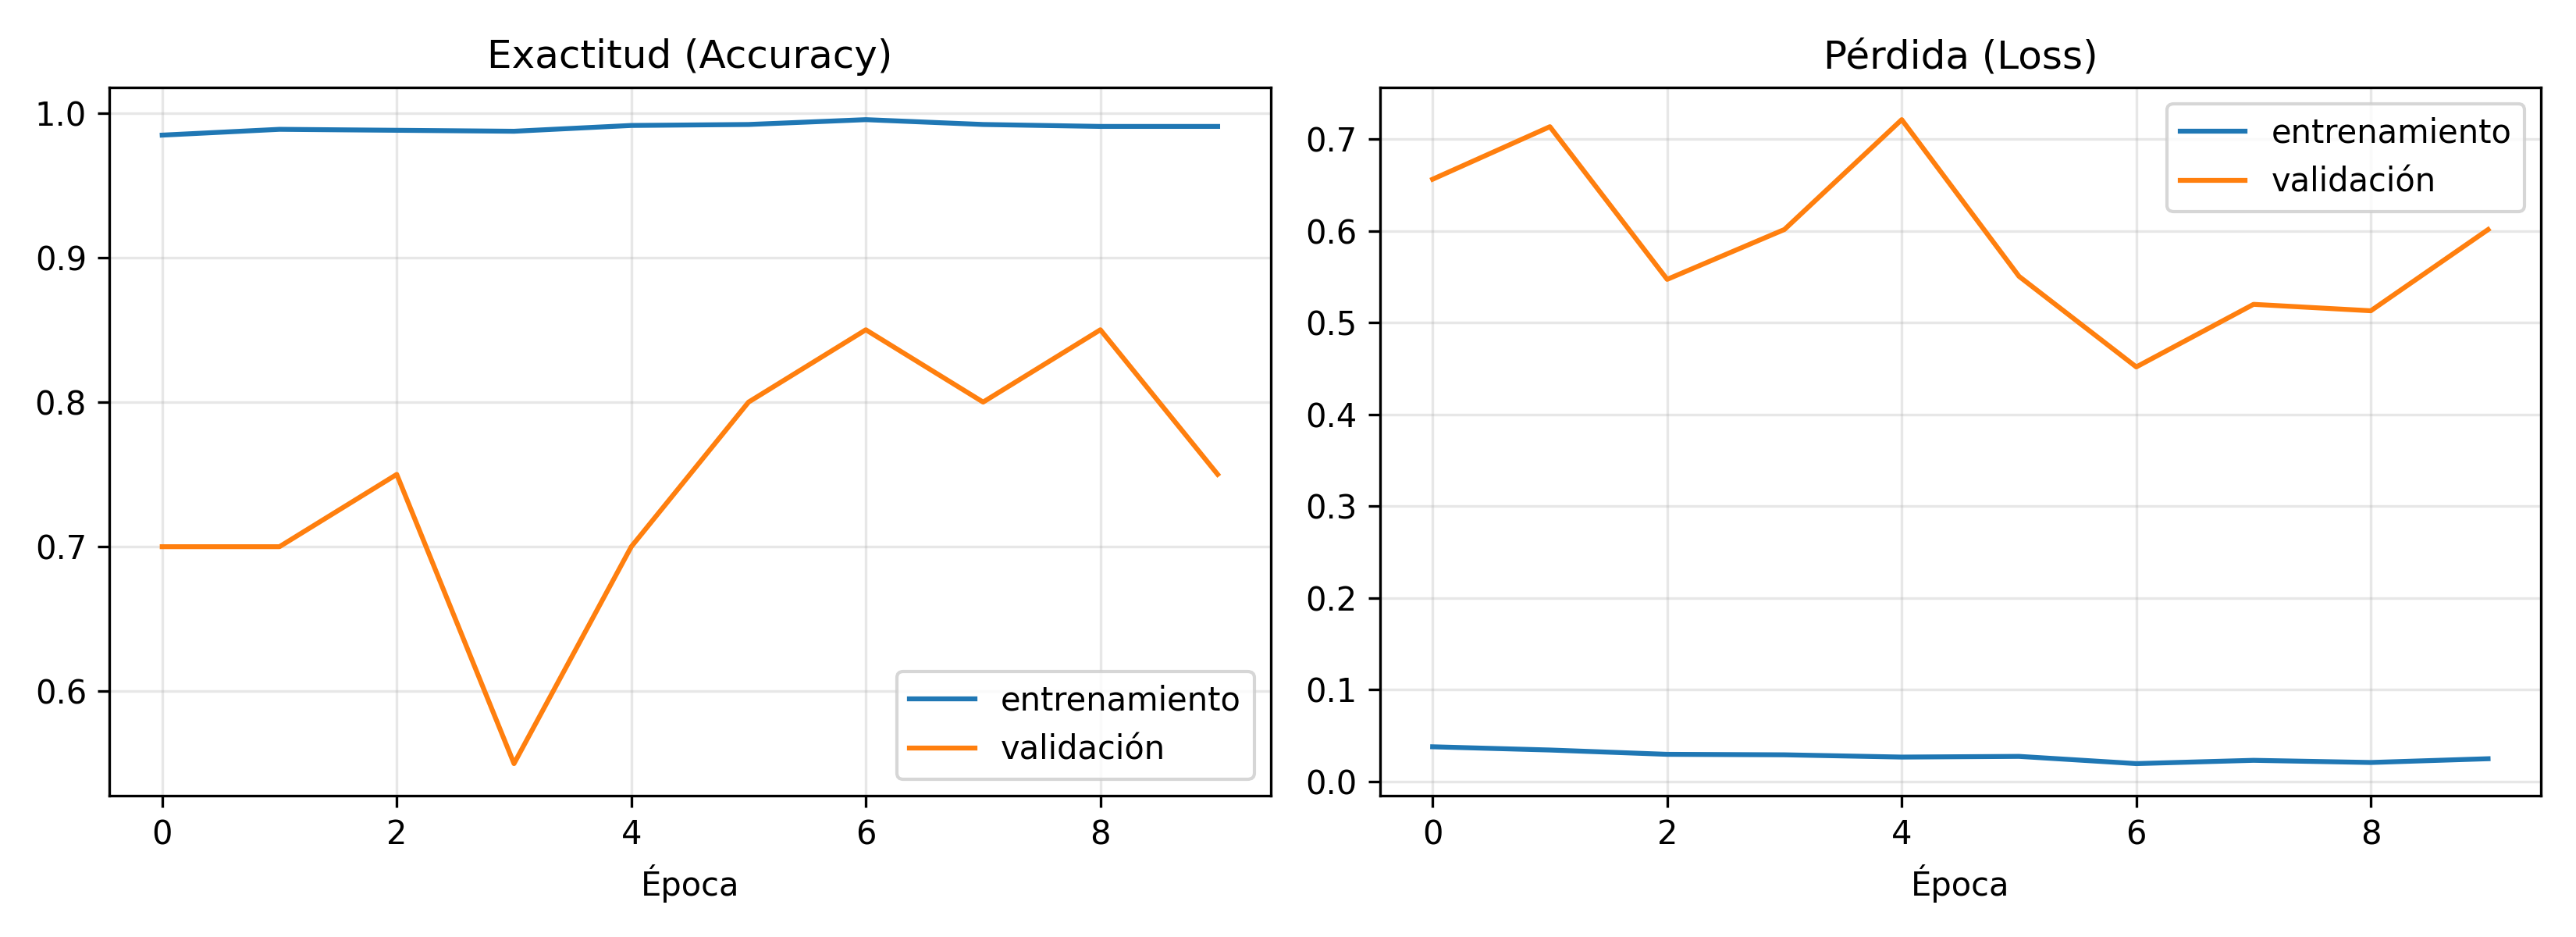 Exactitud (Accuracy)
1.0
0.9
0.8
0.7
0.6
0 2 4 6 8
Época
entrenamiento
validación
Pérdida (Loss)
0.7
0.6
0.5
0.4
0.3
0.2
0.1
0.0
0 2 4 6 8
Época
entrenamiento
validación